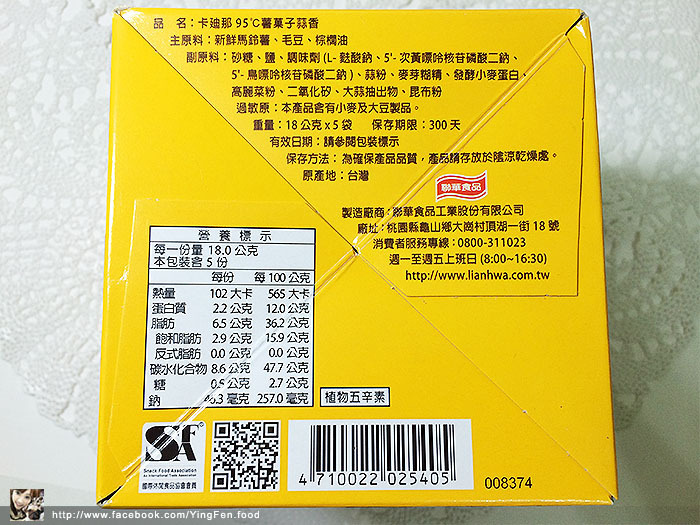 品 名：卡廸那 95℃薯菓子蒜香
主原料：新鮮馬鈴薯、毛豆、棕櫚油
副原料：砂糖、鹽、調味劑 (L- 麩酸鈉、5'- 次黃嘌呤核苷磷酸二鈉、
5'- 鳥嘌呤核苷磷酸二鈉 )、蒜粉、麥芽糊精、發酵小麥蛋白、
高麗菜粉、二氧化矽、大蒜抽出物、昆布粉
過敏原：本產品含有小麥及大豆製品。
重量：18 公克 x 5 袋 保存期限：300 天
有效日期：請參閱包裝標示
保存方法：為確保產品品質，產品請存放於陰涼乾燥處。
原產地：台灣
聯華食品
製造廠商：聯華食品工業股份有限公司
廠址：桃園縣龜山鄉大崗村頂湖一街 18 號
消費者服務專線：0800-311023
週一至週五上班日 (8:00~16:30)
http://www.lianhwa.com.tw
營養標示
每一份量 18.0 公克
本包裝含 5 份
每份 每 100 公克
熱量 102 大卡 565 大卡
蛋白質 2.2 公克 12.0 公克
脂肪 6.5 公克 36.2 公克
飽和脂肪 2.9 公克 15.9 公克
反式脂肪 0.0 公克 0.0 公克
碳水化合物 8.6 公克 47.7 公克
糖 0.5 公克 2.7 公克
鈉 46.3 毫克 257.0 毫克
植物五辛素
SFA
Snack Food Association
An International Trade Association
國際休閒食品協會會員
4 710022 025405
008374
http://www.facebook.com/YingFen.food